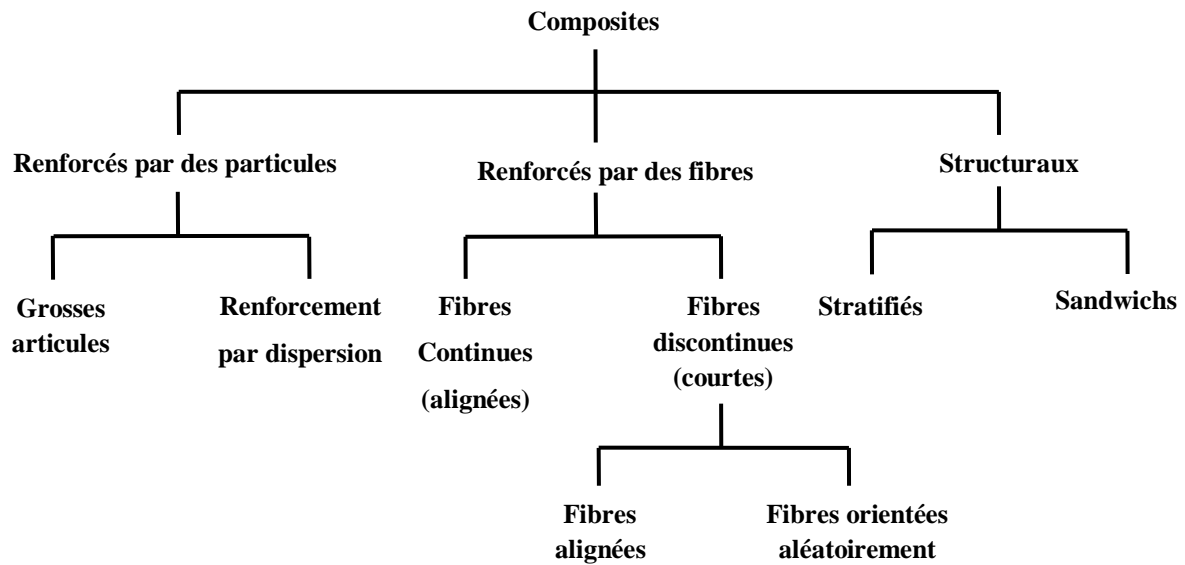 Composites
Renforcés par des particules
Renforcés par des fibres
Structuraux
Grosses
articules
Renforcement
par dispersion
Fibres
Continues
(alignées)
Fibres
discontinues
(courtes)
Stratifiés
Sandwichs
Fibres
alignées
Fibres orientées
aléatoirement